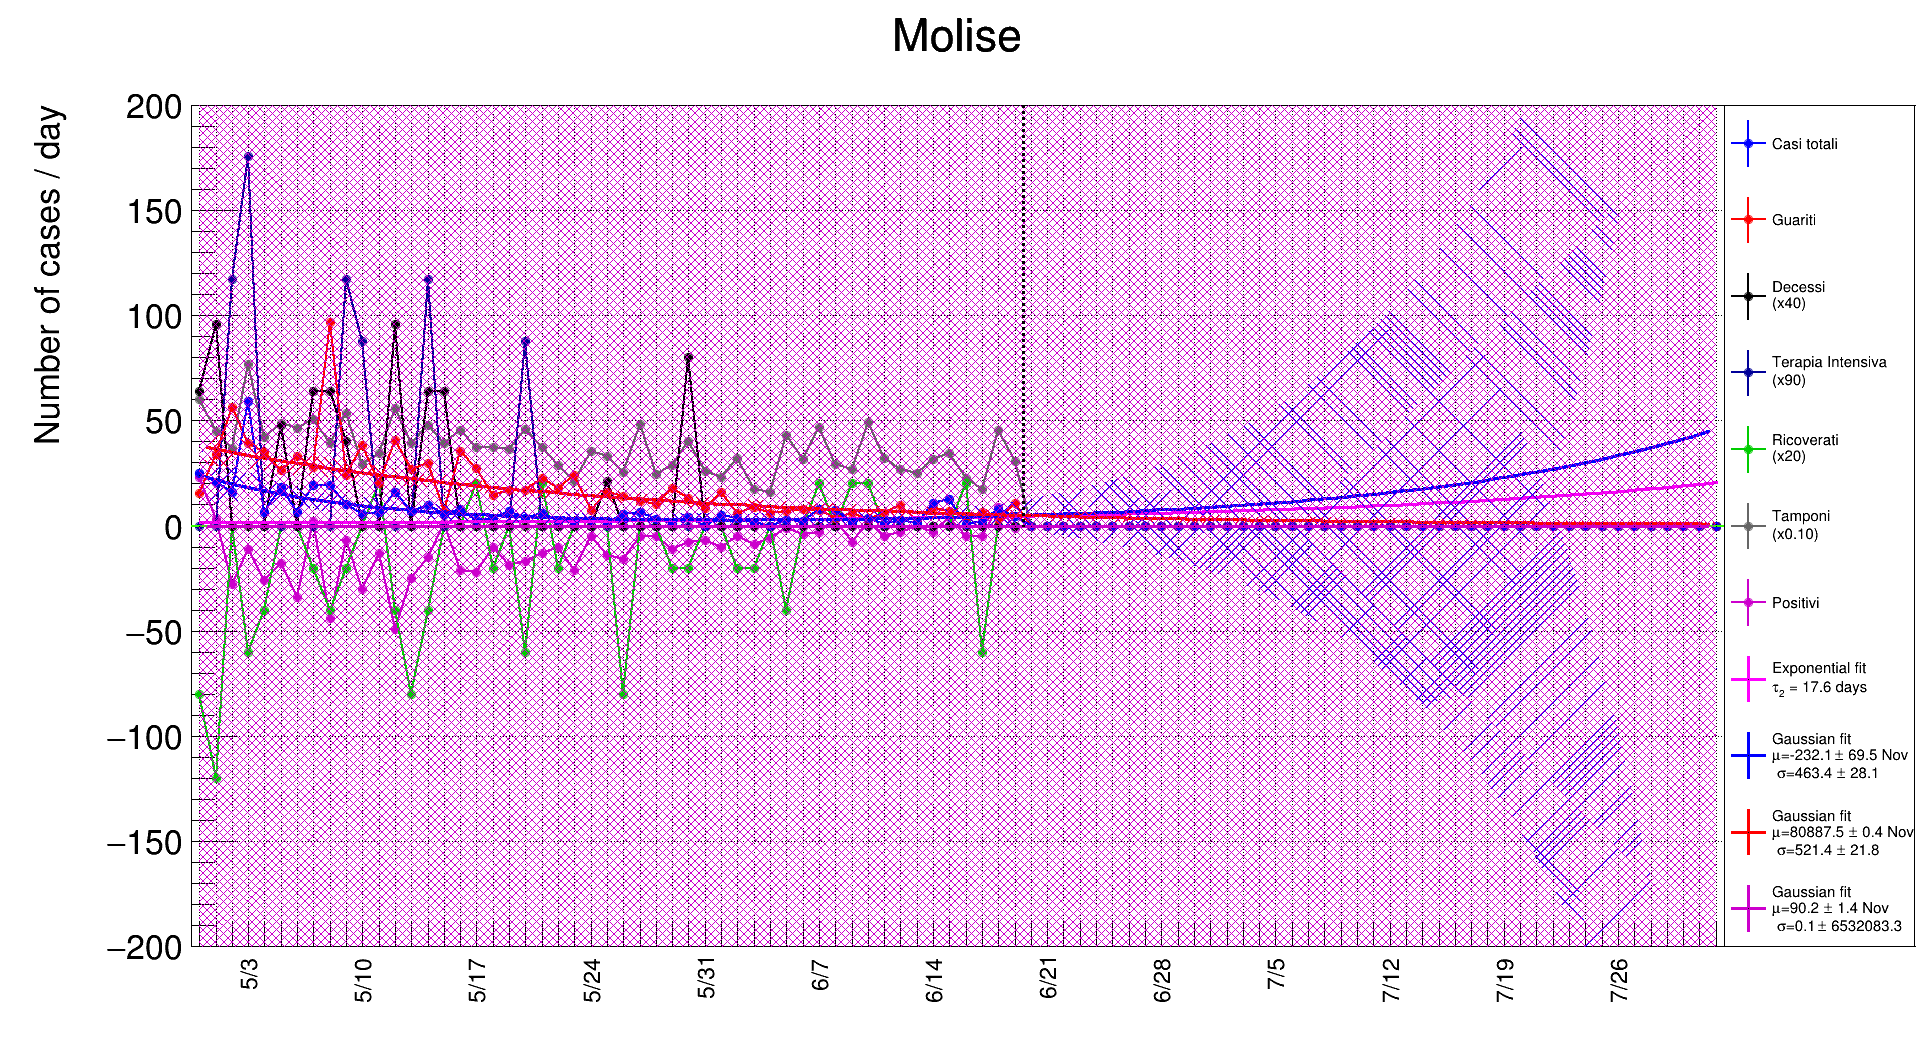 Molise
Number of cases / day
200
150
100
50
0
−50
−100
−150
−200
5/3
5/10
5/17
5/24
5/31
6/7
6/14
6/21
6/28
7/5
7/12
7/19
7/26
Casi totali
Guariti
Decessi
(x40)
Terapia Intensiva
(x90)
Ricoverati
(x20)
Tamponi
(x0.10)
Positivi
Exponential fit
τ2 = 17.6 days
Gaussian fit
μ=-232.1 ± 69.5 Nov
σ=463.4 ± 28.1
Gaussian fit
μ=80887.5 ± 0.4 Nov
σ=521.4 ± 21.8
Gaussian fit
μ=90.2 ± 1.4 Nov
σ=0.1 ± 6532083.3